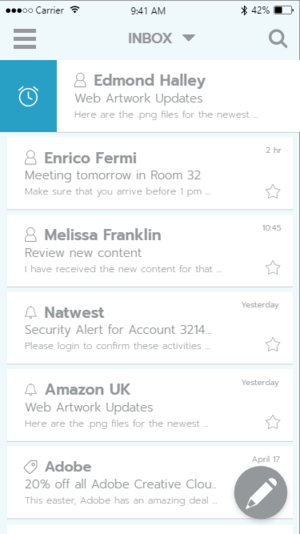 Carrier 9:41 AM 42%
INBOX
Edmond Halley
Web Artwork Updates
Here are the .png files for the newest ...
Enrico Fermi 2 hr
Meeting tomorrow in Room 32
Make sure that you arrive before 1 pm ...
Melissa Franklin 10:45
Review new content
I have received the new content for that ...
Natwest Yesterday
Security Alert for Account 3214...
Please login to confirm these activities ...
Amazon UK Yesterday
Web Artwork Updates
Here are the .png files for the newest ...
Adobe April 17
20% off all Adobe Creative Clou..
This easter, Adobe has an amazing deal ...